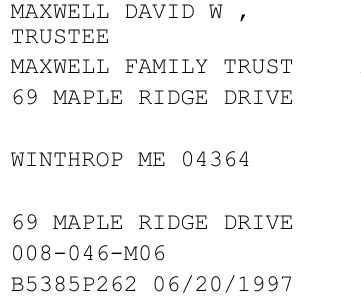 MAXWELL DAVID W ,
TRUSTEE
MAXWELL FAMILY TRUST
69 MAPLE RIDGE DRIVE
WINTHROP ME 04364
69 MAPLE RIDGE DRIVE
008-046-M06
B5385P262 06/20/1997